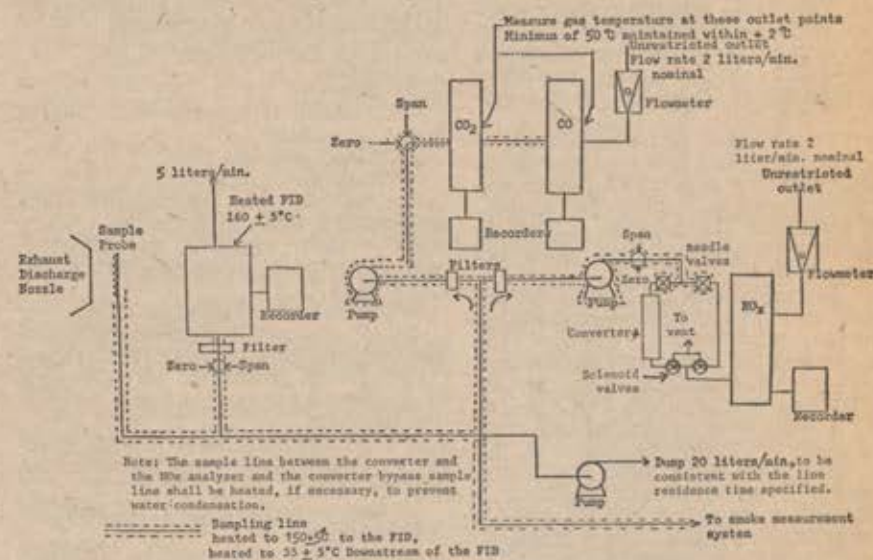 Measure gas temperature at these outlet points
Minimum of 50℃ maintained within ± 2℃
Unrestricted outlet
Flow rate 2 liters/min.
nominal
Flowmeter
Span
Zero
CO₂
CO
Recorders
Flow rate 2
liter/min. nominal
Unrestricted
outlet
Flowmeter
5 liters/min.
Heated FID
160 ± 5°C
Sample
Probe
Exhaust
Discharge
Nozzle
Recorder
Filter
Zero
Span
Pump
Filters
Pump
Span
Zero
needle
valves
Converter
To
vent
Solenoid
valves
NOx
Recorder
Note: The sample line between the converter and
the NOx analyzer and the converter bypass sample
line shall be heated, if necessary, to prevent
water condensation.
Dump 20 liters/min., to be
consistent with the line
residence time specified.
Pump
Sampling line
heated to 150±5C to the FID,
heated to 55 ± 5°C Downstream of the FID
To smoke measurement
system